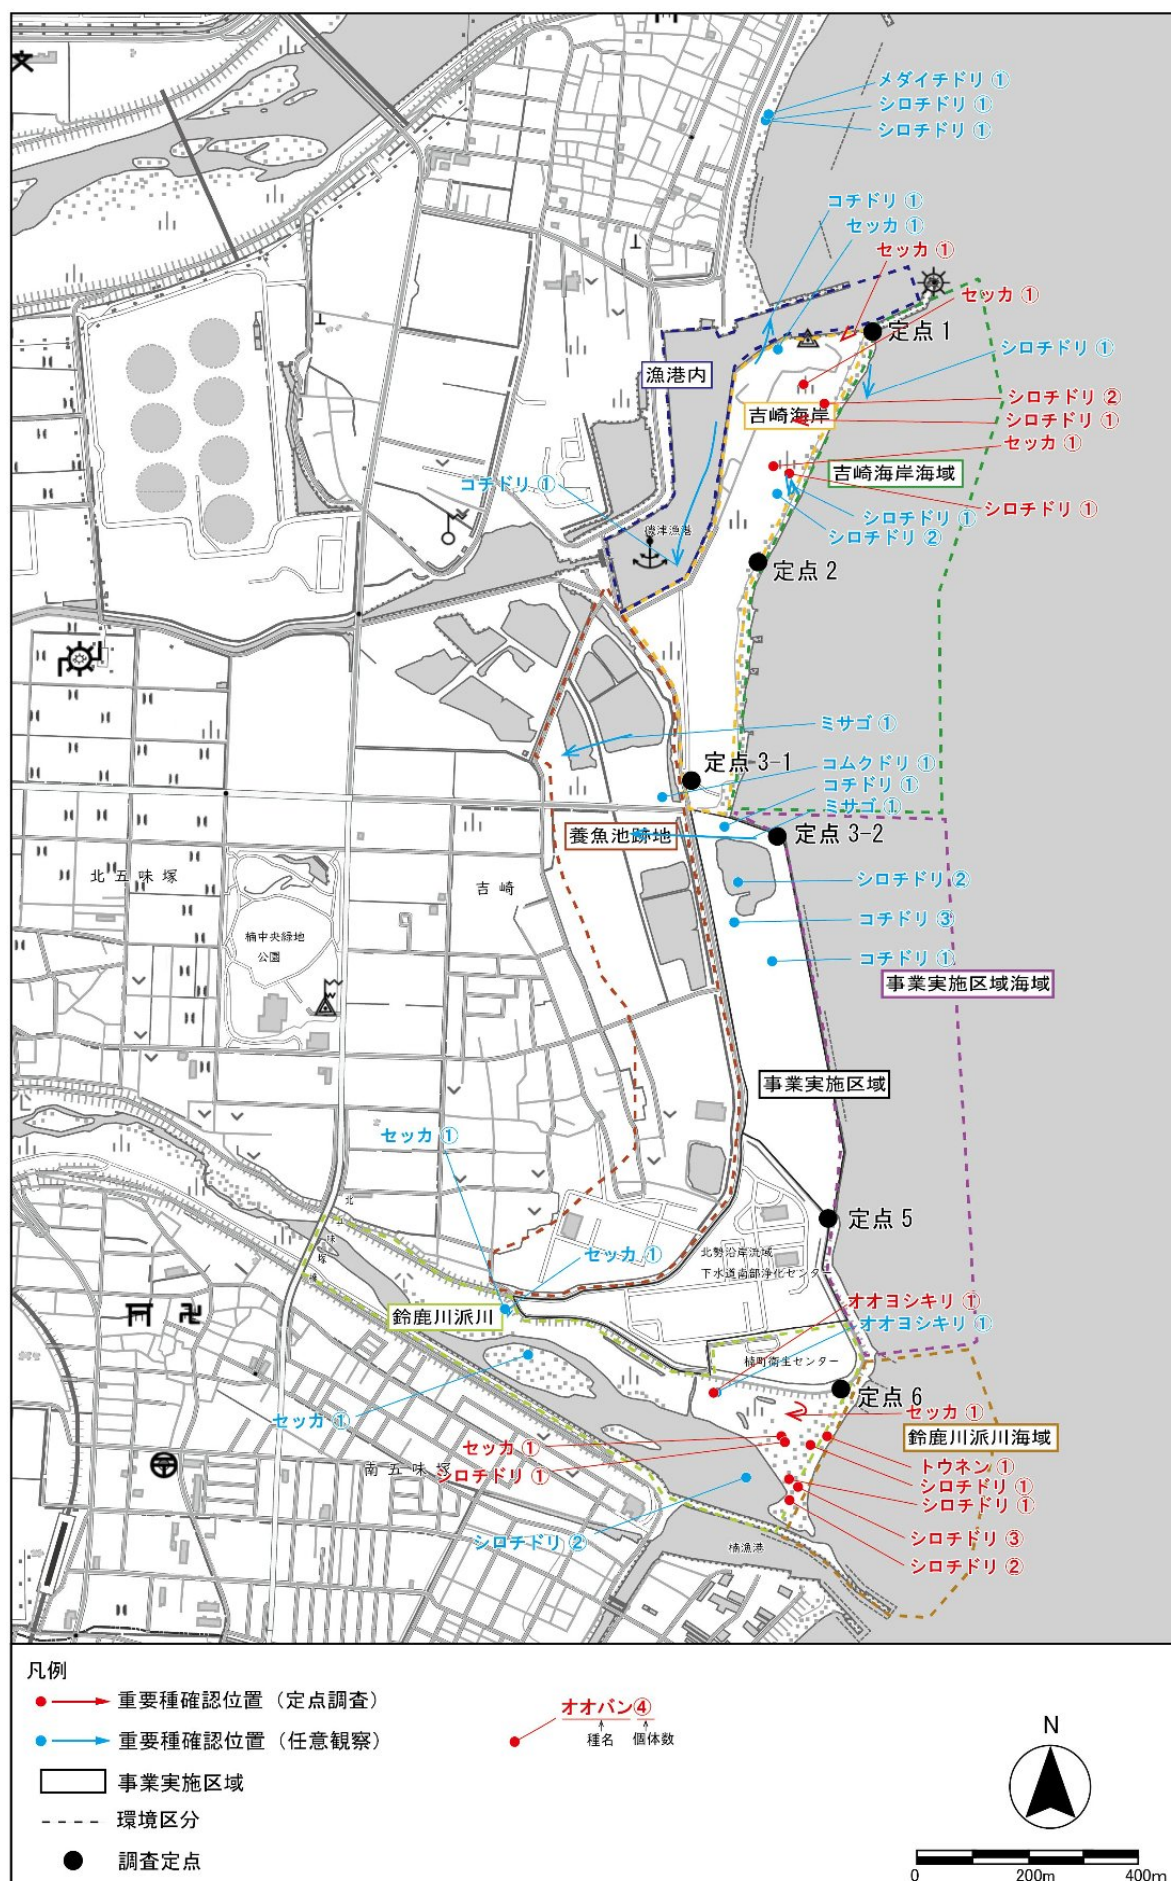 メダイチドリ ①
シロチドリ ①
シロチドリ ①
コチドリ ①
セッカ ①
セッカ ①
セッカ ①
定点 1
シロチドリ ①
漁港内
シロチドリ ②
吉崎海岸
シロチドリ ①
セッカ ①
吉崎海岸海域
コチドリ ①
シロチドリ ①
シロチドリ ①
磯津漁港
シロチドリ ②
定点 2
ミサゴ ①
定点 3-1
コムクドリ ①
コチドリ ①
ミサゴ ①
養魚池跡地
定点 3-2
北五味塚
吉崎
シロチドリ ②
コチドリ ③
楠中央緑地
公園
コチドリ ①
事業実施区域海域
事業実施区域
セッカ ①
北五味塚橋
定点 5
セッカ ①
北勢沿岸流域
下水道南部浄化センター
オオヨシキリ ①
鈴鹿川派川
オオヨシキリ ①
楠町衛生センター
定点 6
セッカ ①
セッカ ①
鈴鹿川派川海域
セッカ ①
トウネン ①
南五味塚
シロチドリ ①
シロチドリ ①
シロチドリ ①
シロチドリ ②
シロチドリ ③
楠漁港
シロチドリ ②
凡例
重要種確認位置（定点調査）
オオバン④
種名 個体数
重要種確認位置（任意観察）
事業実施区域
環境区分
調査定点
N
0 200m 400m